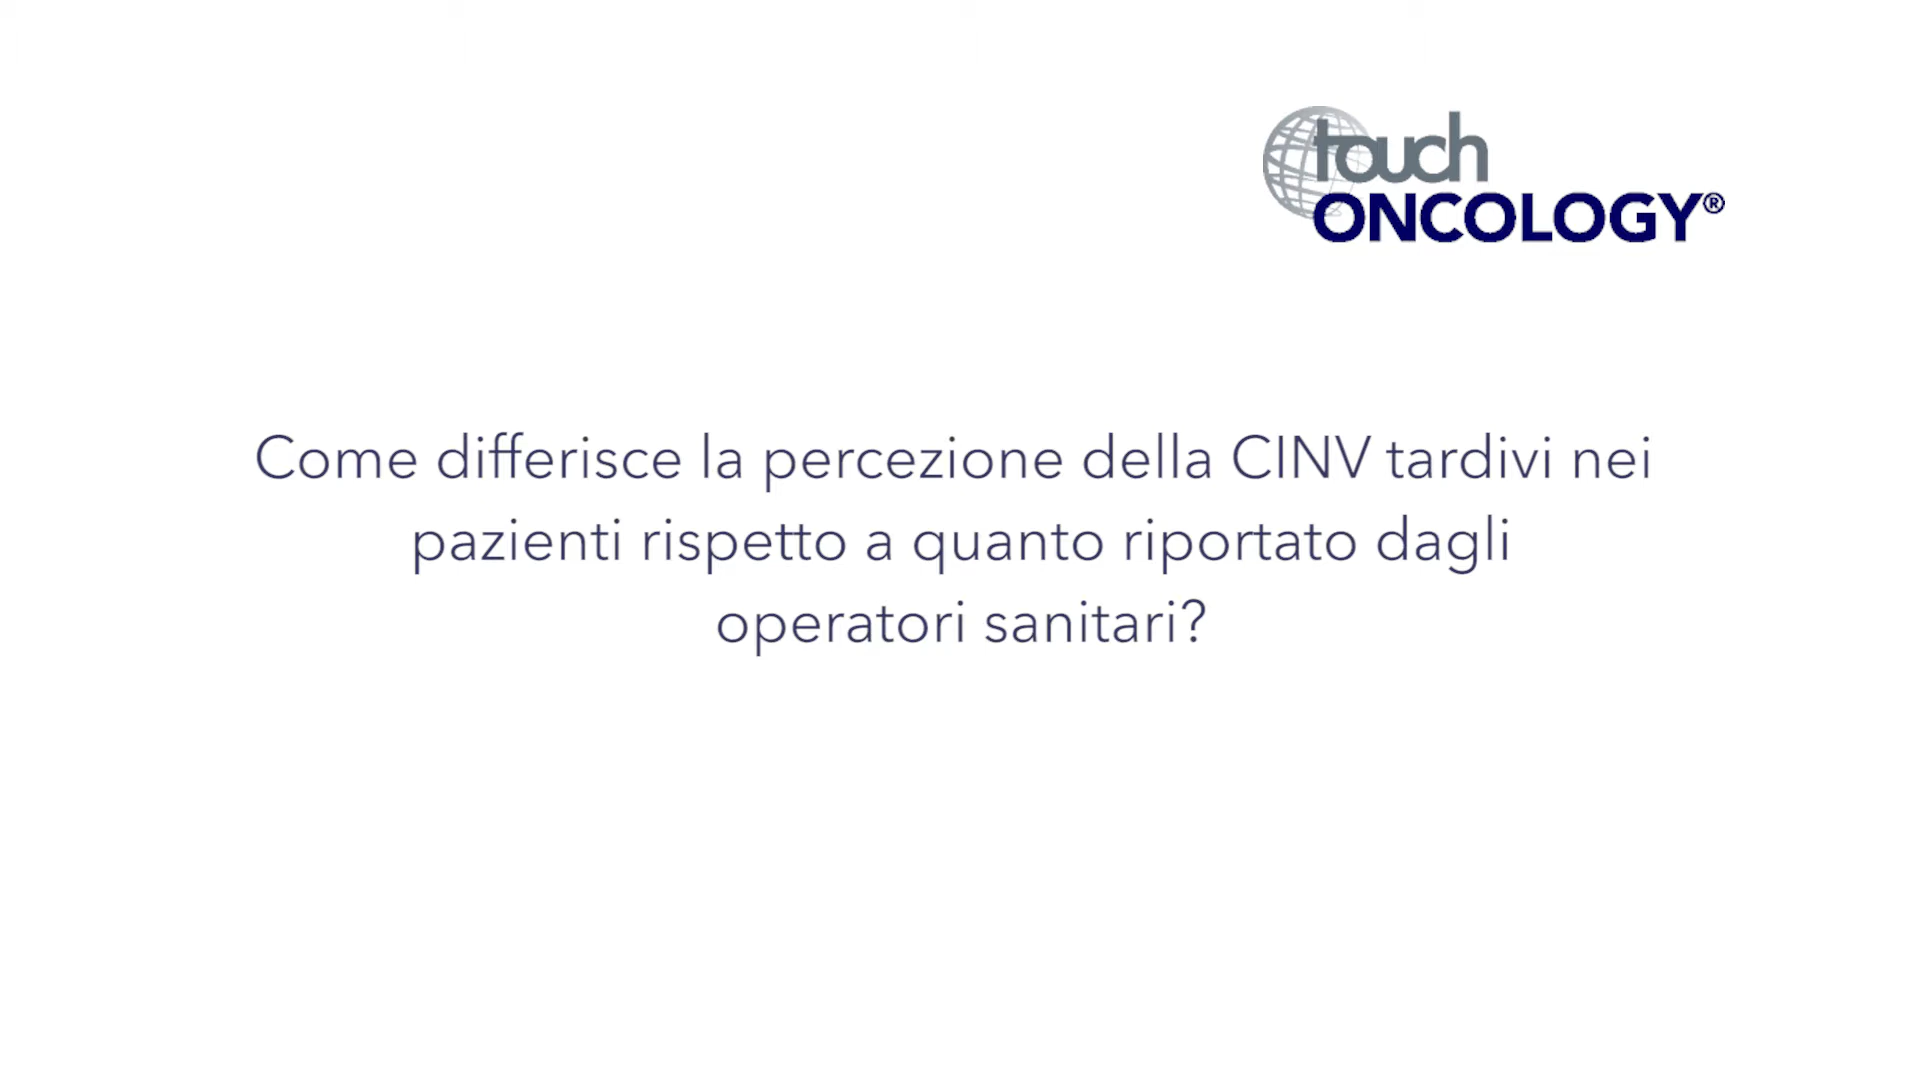 touch
ONCOLOGY®
Come differisce la percezione della CINV tardivi nei
pazienti rispetto a quanto riportato dagli
operatori sanitari?